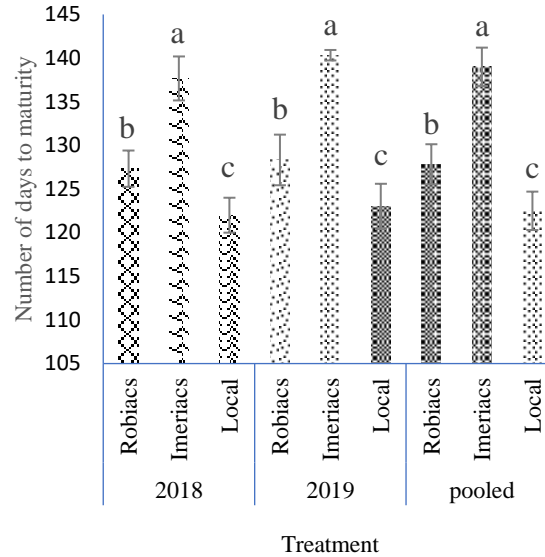 Number of days to maturity
145
140
135
130
125
120
115
110
105
b
a
c
b
a
c
b
a
c
Robiacs
Imeriacs
Local
Robiacs
Imeriacs
Local
Robiacs
Imeriacs
Local
2018
2019
pooled
Treatment